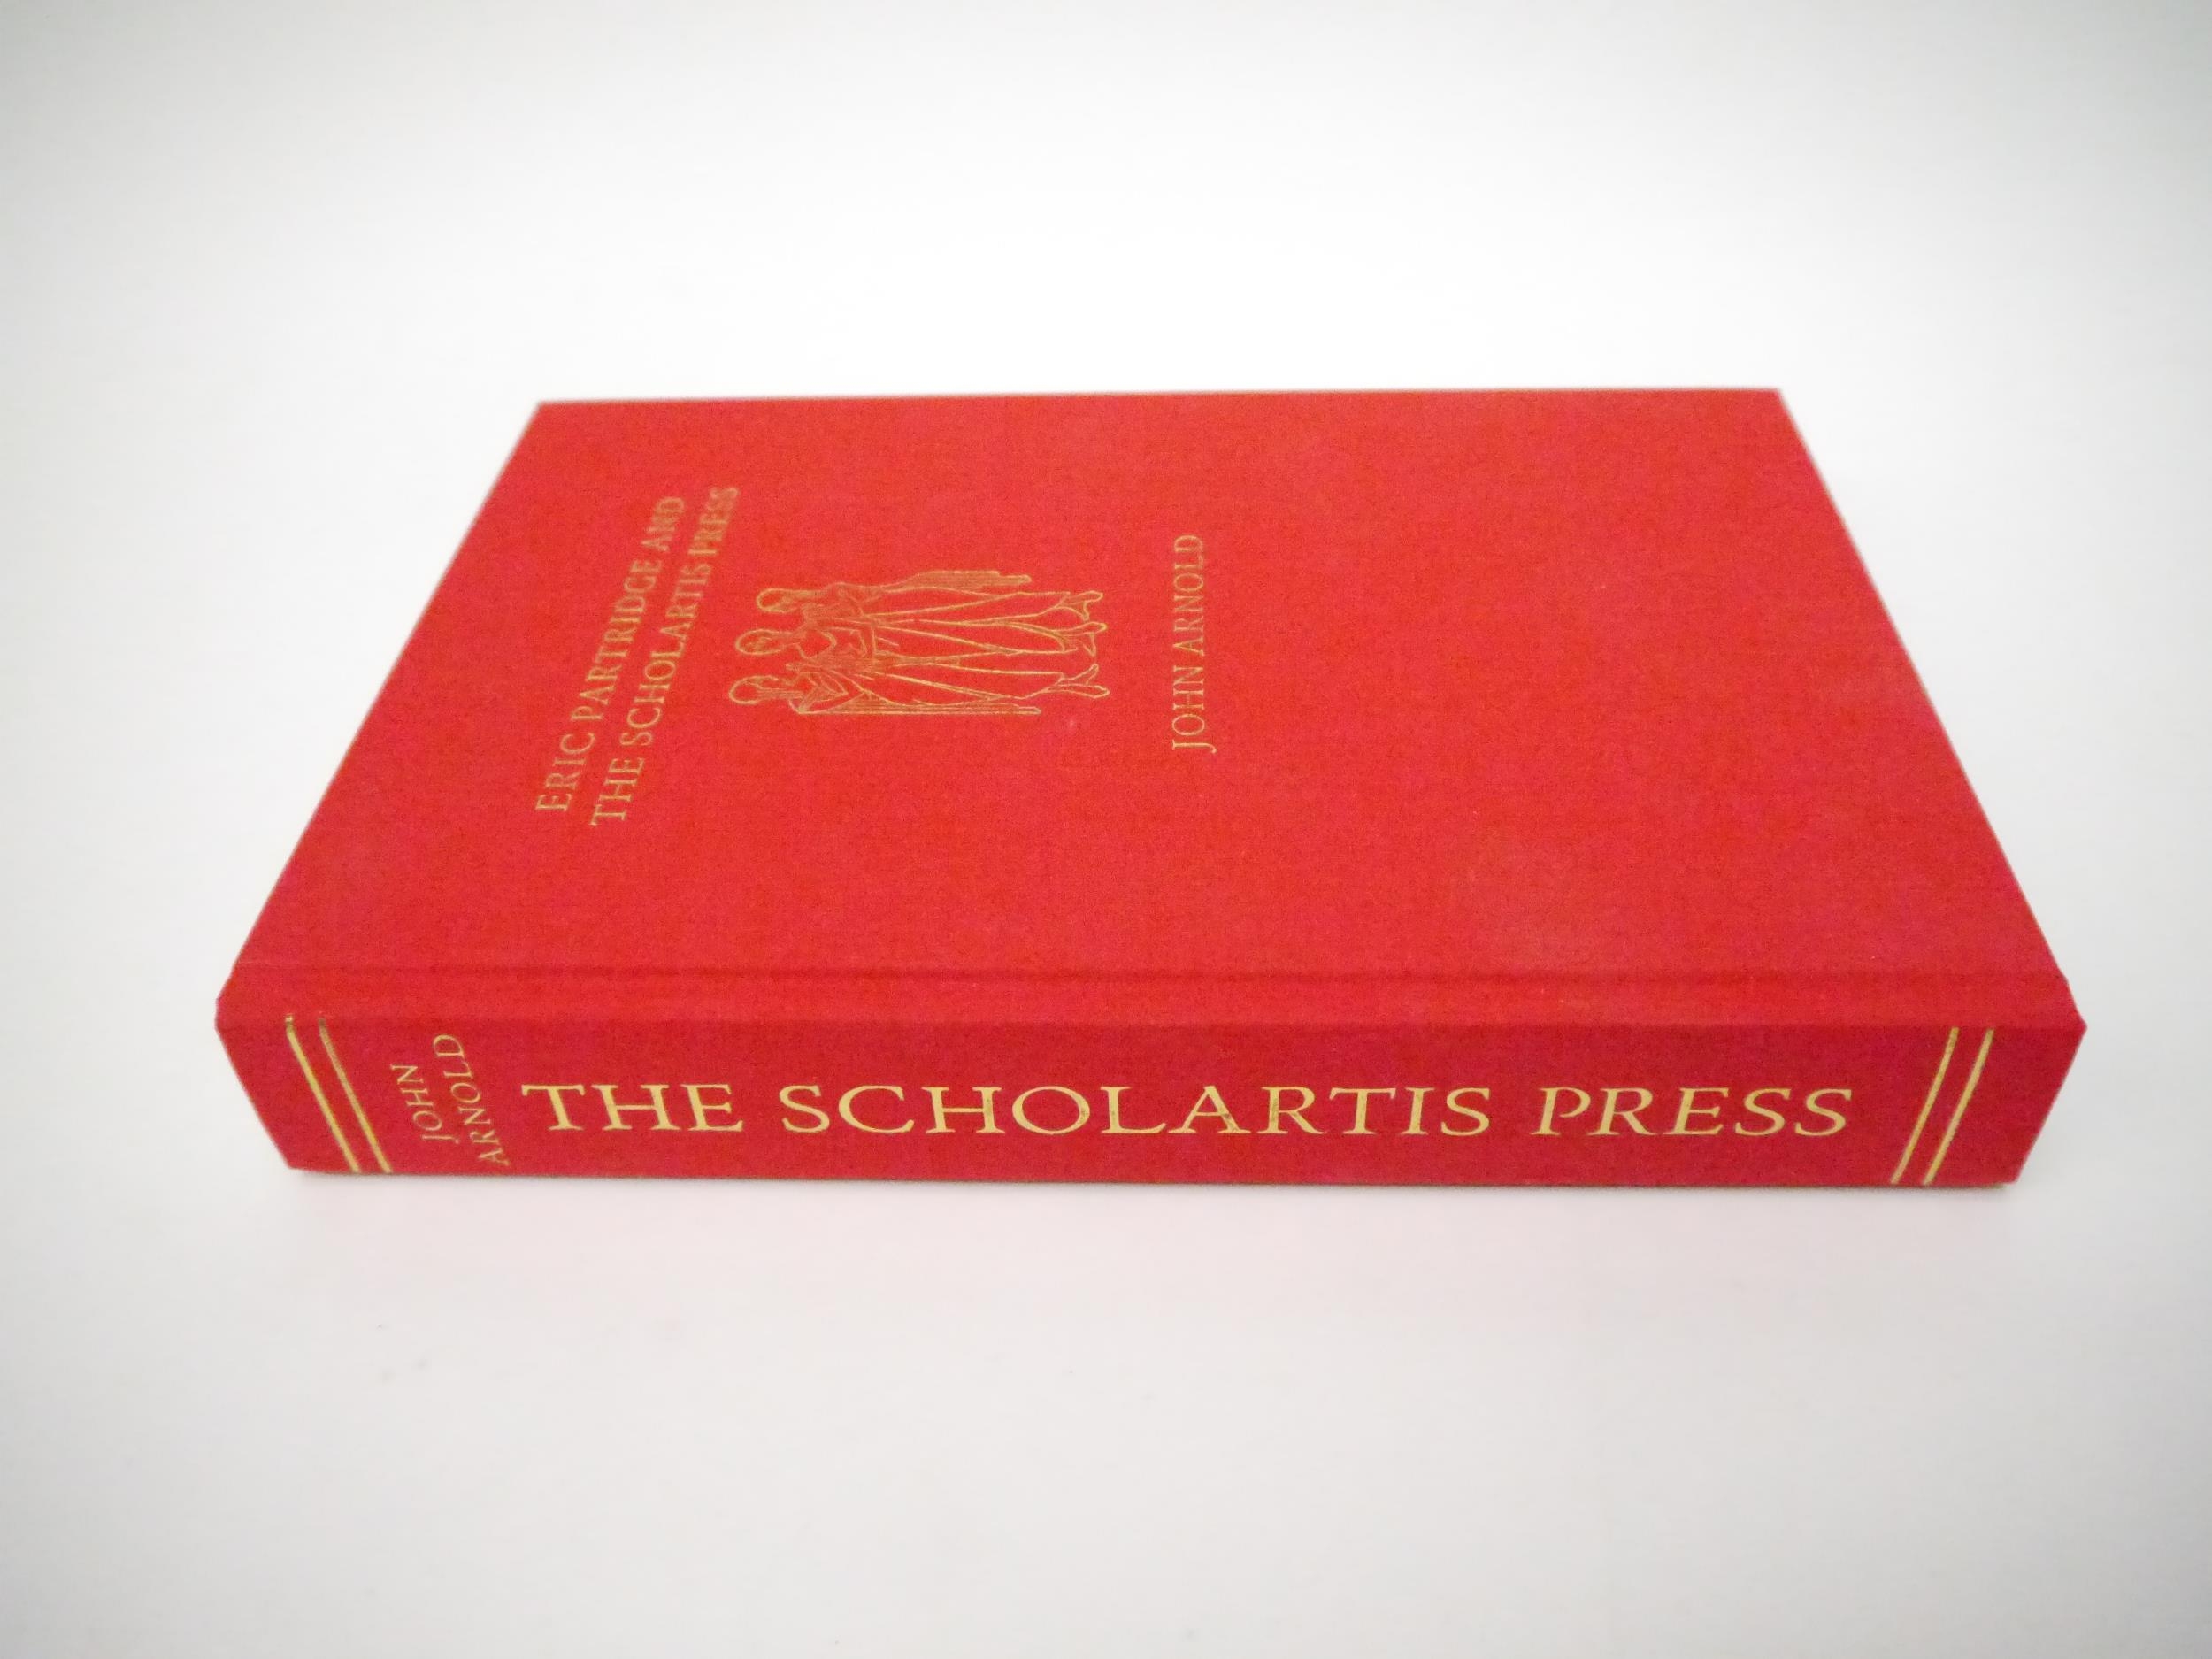 ERIC PARTRIDGE AND
THE SCHOLARTIS PRESS
JOHN ARNOLD
JOHN
ARNOLD
THE SCHOLARTIS PRESS